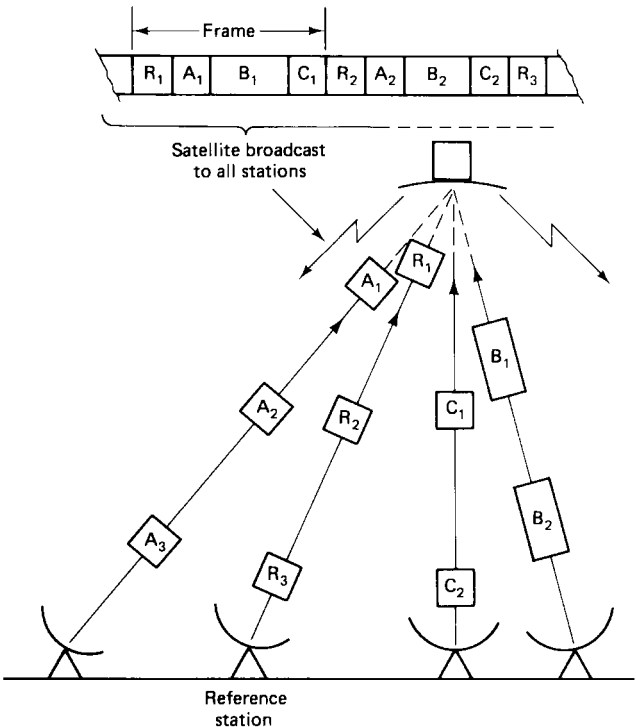 Frame
R₁ A₁ B₁ C₁ R₂ A₂ B₂ C₂ R₃
Satellite broadcast
to all stations
R₁
A₁
B₁
A₂
R₂
C₁
B₂
A₃
R₃
C₂
Reference
station